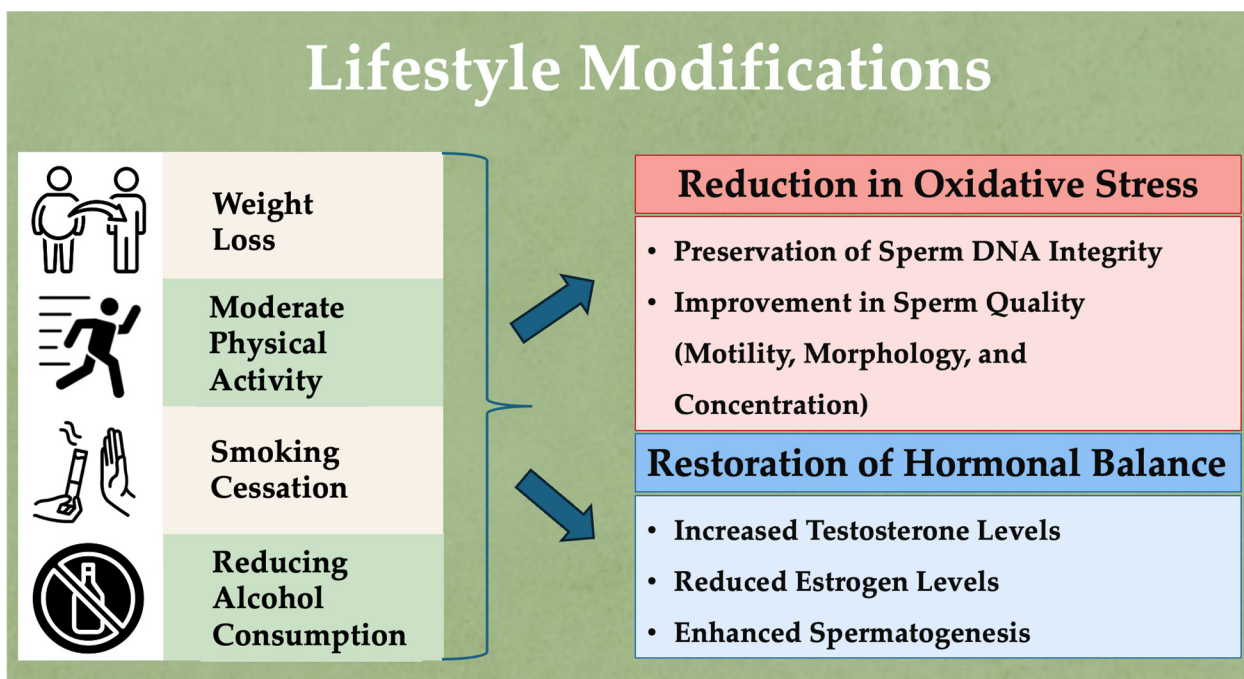 Lifestyle Modifications
Weight
Loss
Moderate
Physical
Activity
Smoking
Cessation
Reducing
Alcohol
Consumption
Reduction in Oxidative Stress
• Preservation of Sperm DNA Integrity
• Improvement in Sperm Quality
(Motility, Morphology, and
Concentration)
Restoration of Hormonal Balance
• Increased Testosterone Levels
• Reduced Estrogen Levels
• Enhanced Spermatogenesis